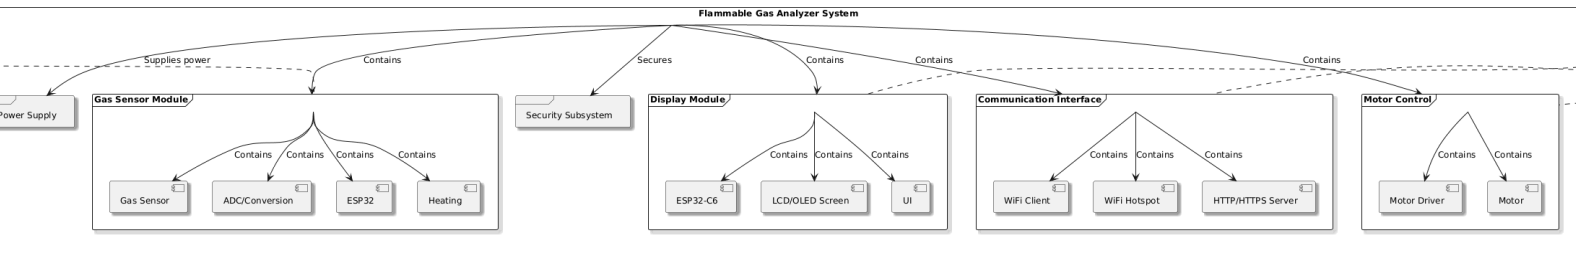 Flammable Gas Analyzer System
Supplies power
Contains
Secures
Contains
Contains
Contains
Power Supply
Gas Sensor Module
Security Subsystem
Display Module
Communication Interface
Motor Control
Contains
Contains
Contains
Contains
Contains
Contains
Contains
Contains
Contains
Contains
Contains
Contains
Gas Sensor
ADC/Conversion
ESP32
Heating
ESP32-C6
LCD/OLED Screen
UI
WiFi Client
WiFi Hotspot
HTTP/HTTPS Server
Motor Driver
Motor